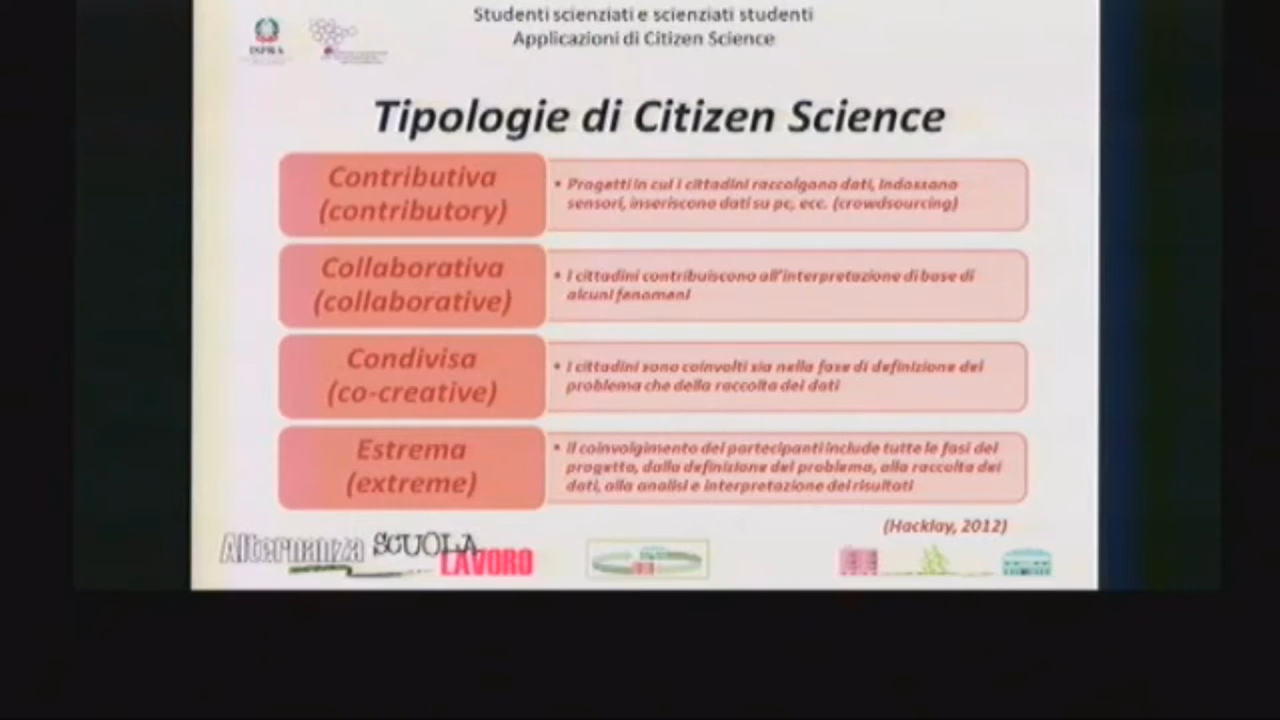 Studenti scienziati e scienziati studenti
Applicazioni di Citizen Science
ISPRA
Tipologie di Citizen Science
Contributiva
(contributory)
• Progetti in cui i cittadini raccolgono dati, indossano
sensori, inseriscono dati su pc, ecc. (crowdsourcing)
Collaborativa
(collaborative)
• I cittadini contribuiscono all'interpretazione di base di
alcuni fenomeni
Condivisa
(co-creative)
• I cittadini sono coinvolti sia nella fase di definizione del
problema che della raccolta dei dati
Estrema
(extreme)
• Il coinvolgimento dei partecipanti include tutte le fasi del
progetto, dalla definizione del problema, alla raccolta dei
dati, alla analisi e interpretazione dei risultati
(Hacklay, 2012)
Alternanza SCUOLA
LAVORO